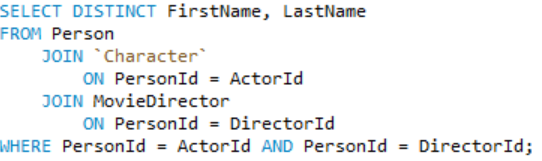 SELECT DISTINCT FirstName, LastName
FROM Person
    JOIN `Character`
        ON PersonId = ActorId
    JOIN MovieDirector
        ON PersonId = DirectorId
WHERE PersonId = ActorId AND PersonId = DirectorId;